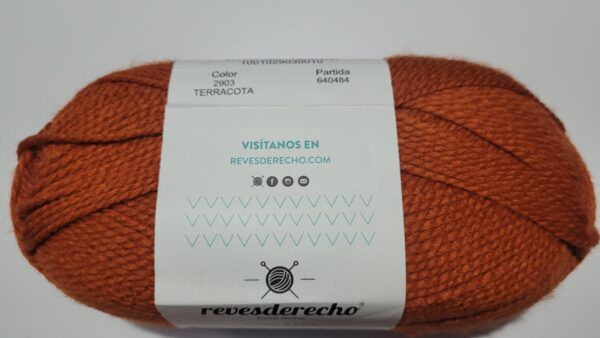 Color
2903
TERRACOTA
Partida
640484
VISÍTANOS EN
REVESDERECHO.COM
revesderecho®